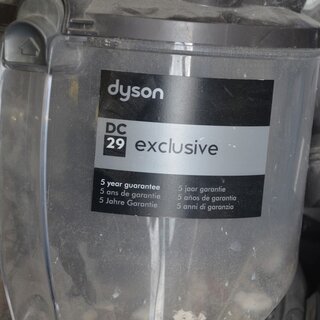 dyson
DC
29 exclusive
5 year guarantee 5 jaar garantie
5 ans de garantie 5 años de garantia
5 Jahre Garantie 5 anni di garanzia